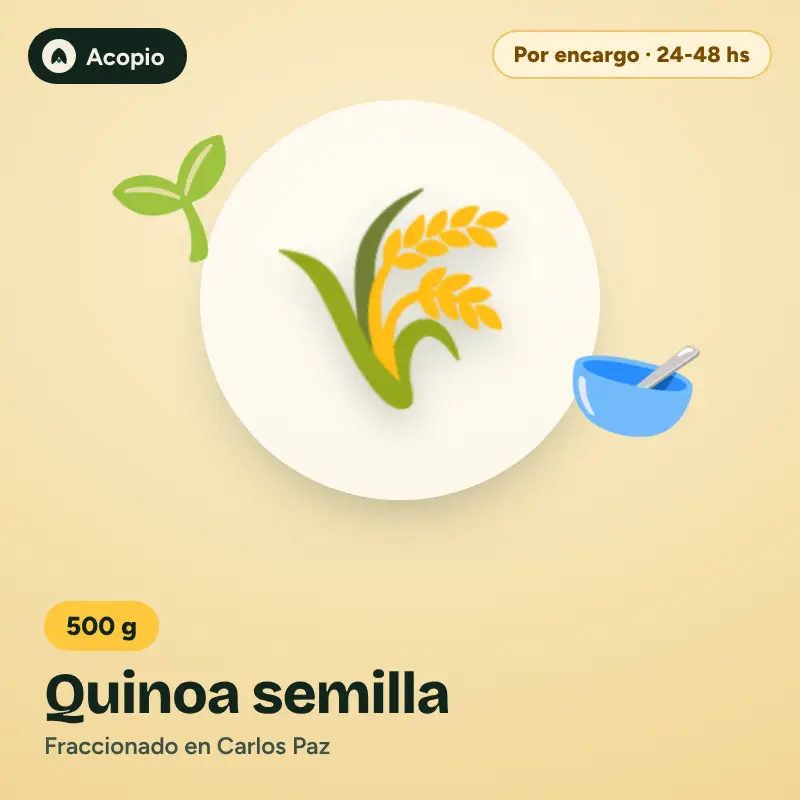 Acopio
Por encargo · 24-48 hs
500 g
Quinoa semilla
Fraccionado en Carlos Paz